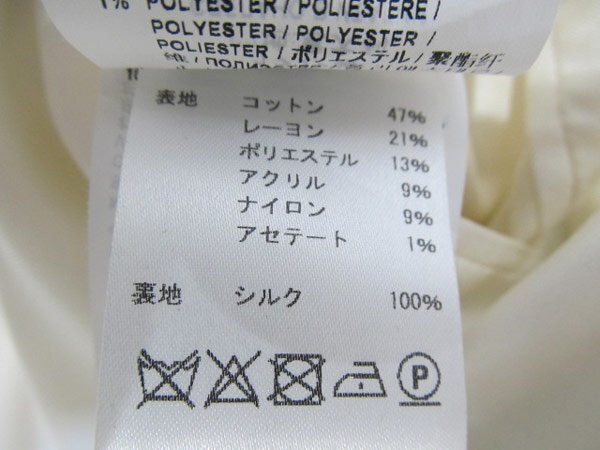 1% POLYESTER / POLIESTERE /
POLYESTER / POLYESTER /
POLIESTER / ポリエステル / 聚酯纤
表地 コットン 47%
レーヨン 21%
ポリエステル 13%
アクリル 9%
ナイロン 9%
アセテート 1%
裏地 シルク 100%
P